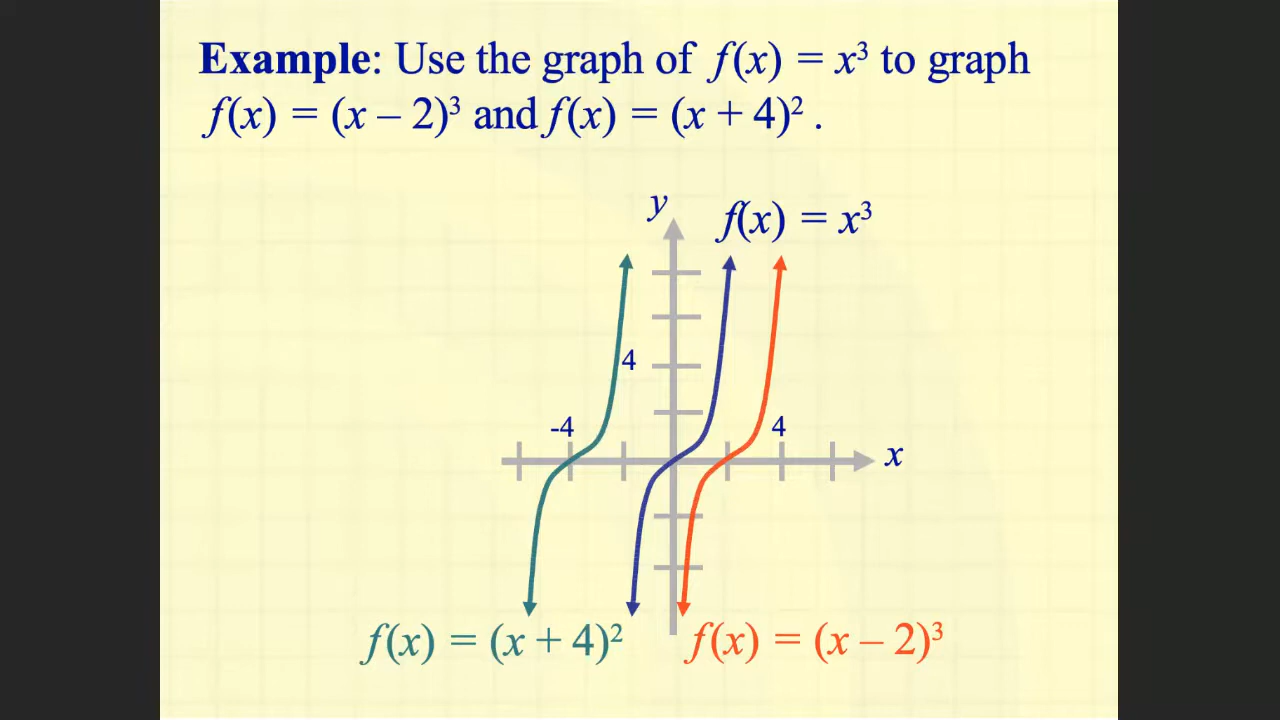 Example: Use the graph of f(x) = x³ to graph
f(x) = (x – 2)³ and f(x) = (x + 4)² .
y
f(x) = x³
4
-4
4
x
f(x) = (x + 4)²
f(x) = (x – 2)³